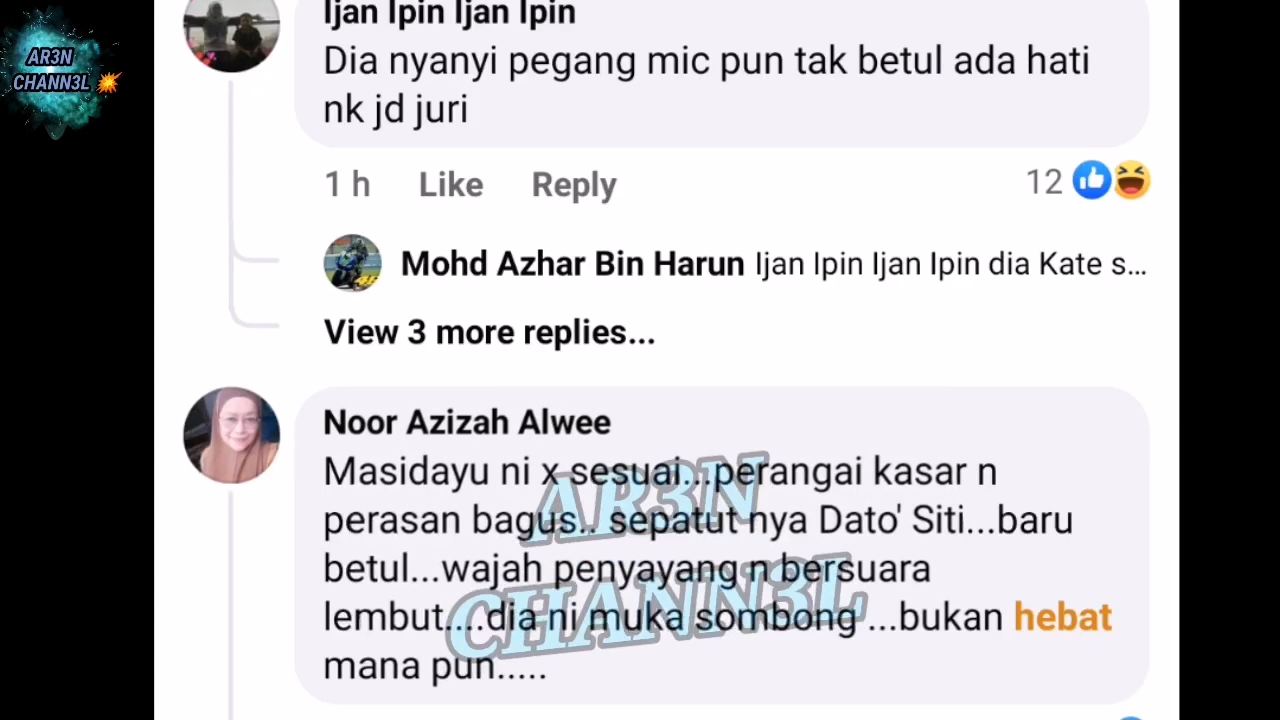 AR3N
CHANN3L
Ijan Ipin Ijan Ipin
Dia nyanyi pegang mic pun tak betul ada hati
nk jd juri
1 h Like Reply 12
Mohd Azhar Bin Harun Ijan Ipin Ijan Ipin dia Kate s...
View 3 more replies...
Noor Azizah Alwee
Masidayu ni x sesuai...perangai kasar n
perasan bagus.. sepatut nya Dato' Siti...baru
betul...wajah penyayang n bersuara
lembut....dia ni muka sombong ...bukan hebat
mana pun.....
AR3N
CHANN3L